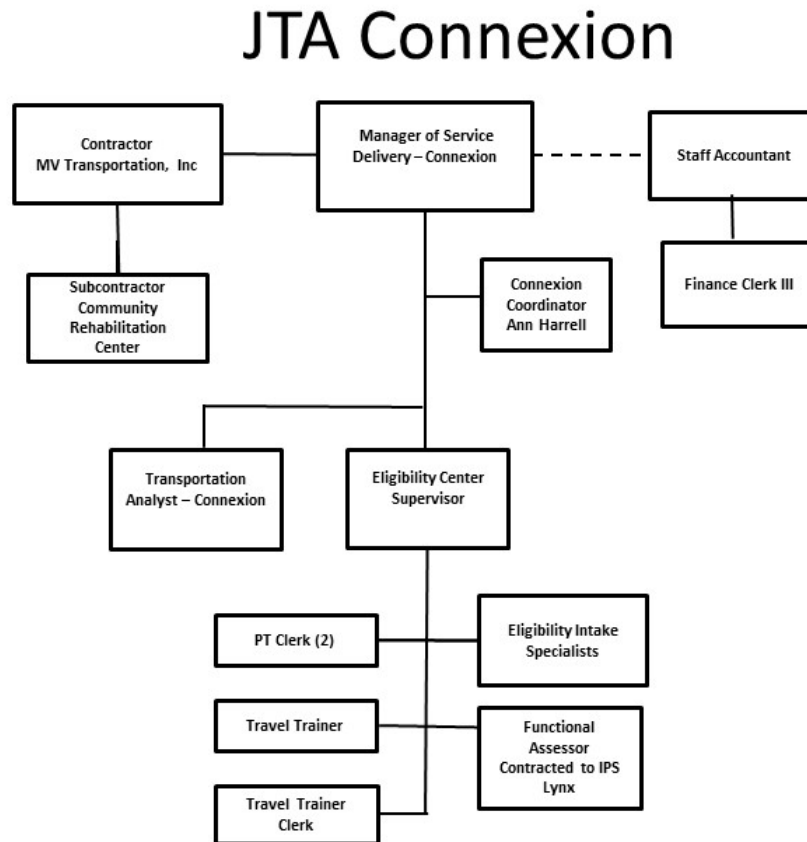 JTA Connexion
Contractor
MV Transportation, Inc
Manager of Service
Delivery – Connexion
Staff Accountant
Subcontractor
Community
Rehabilitation
Center
Connexion
Coordinator
Ann Harrell
Finance Clerk III
Transportation
Analyst – Connexion
Eligibility Center
Supervisor
PT Clerk (2)
Eligibility Intake
Specialists
Travel Trainer
Functional
Assessor
Contracted to IPS
Lynx
Travel Trainer
Clerk